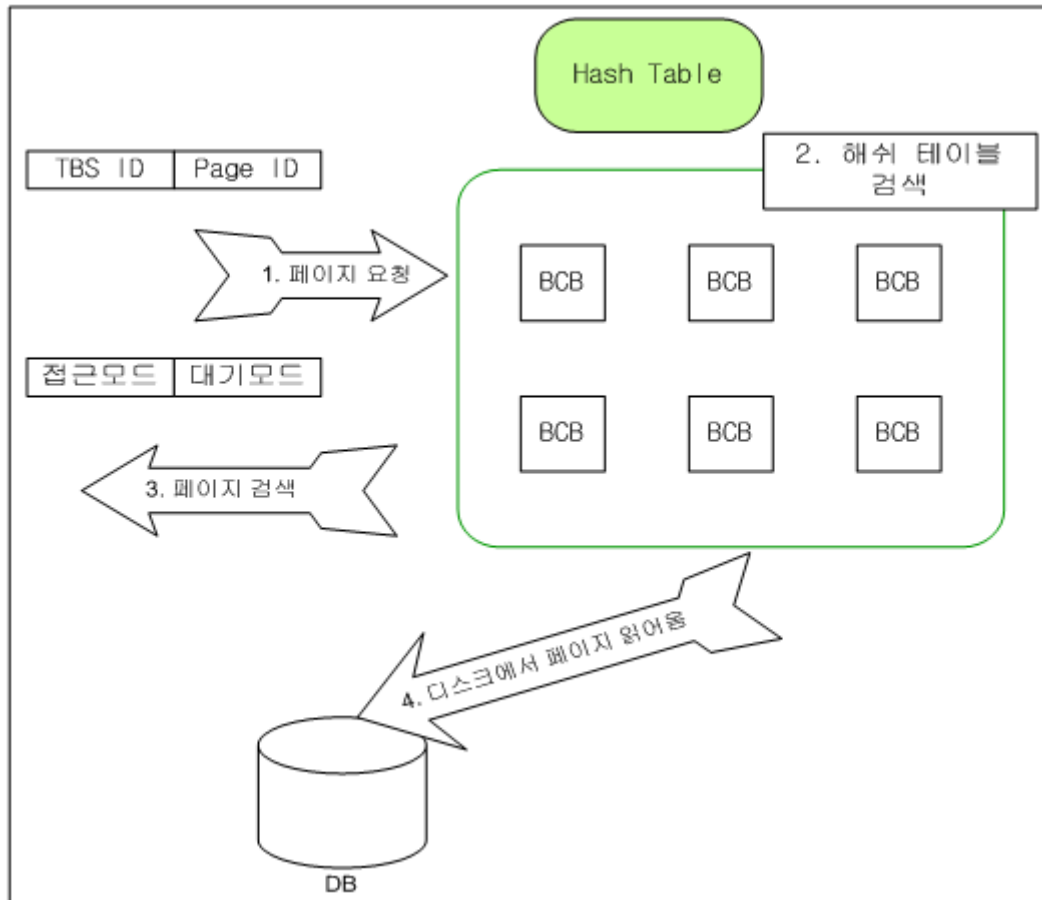 Hash Table
2. 해쉬 테이블
검색
TBS ID
Page ID
1. 페이지 요청
BCB
BCB
BCB
접근모드
대기모드
BCB
BCB
BCB
3. 페이지 검색
4. 디스크에서 페이지 읽어옴
DB